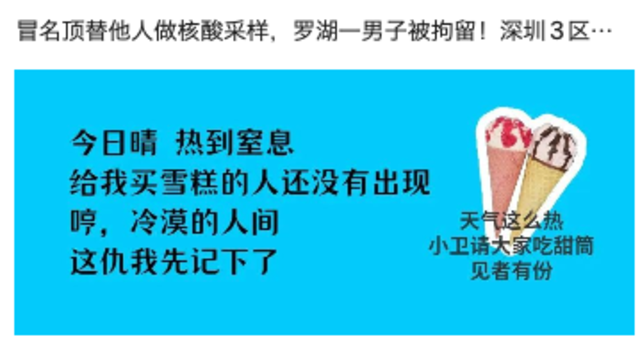 冒名顶替他人做核酸采样，罗湖一男子被拘留！深圳3区…
今日晴 热到窒息
给我买雪糕的人还没有出现
哼，冷漠的人间
这仇我先记下了
天气这么热
小卫请大家吃甜筒
见者有份